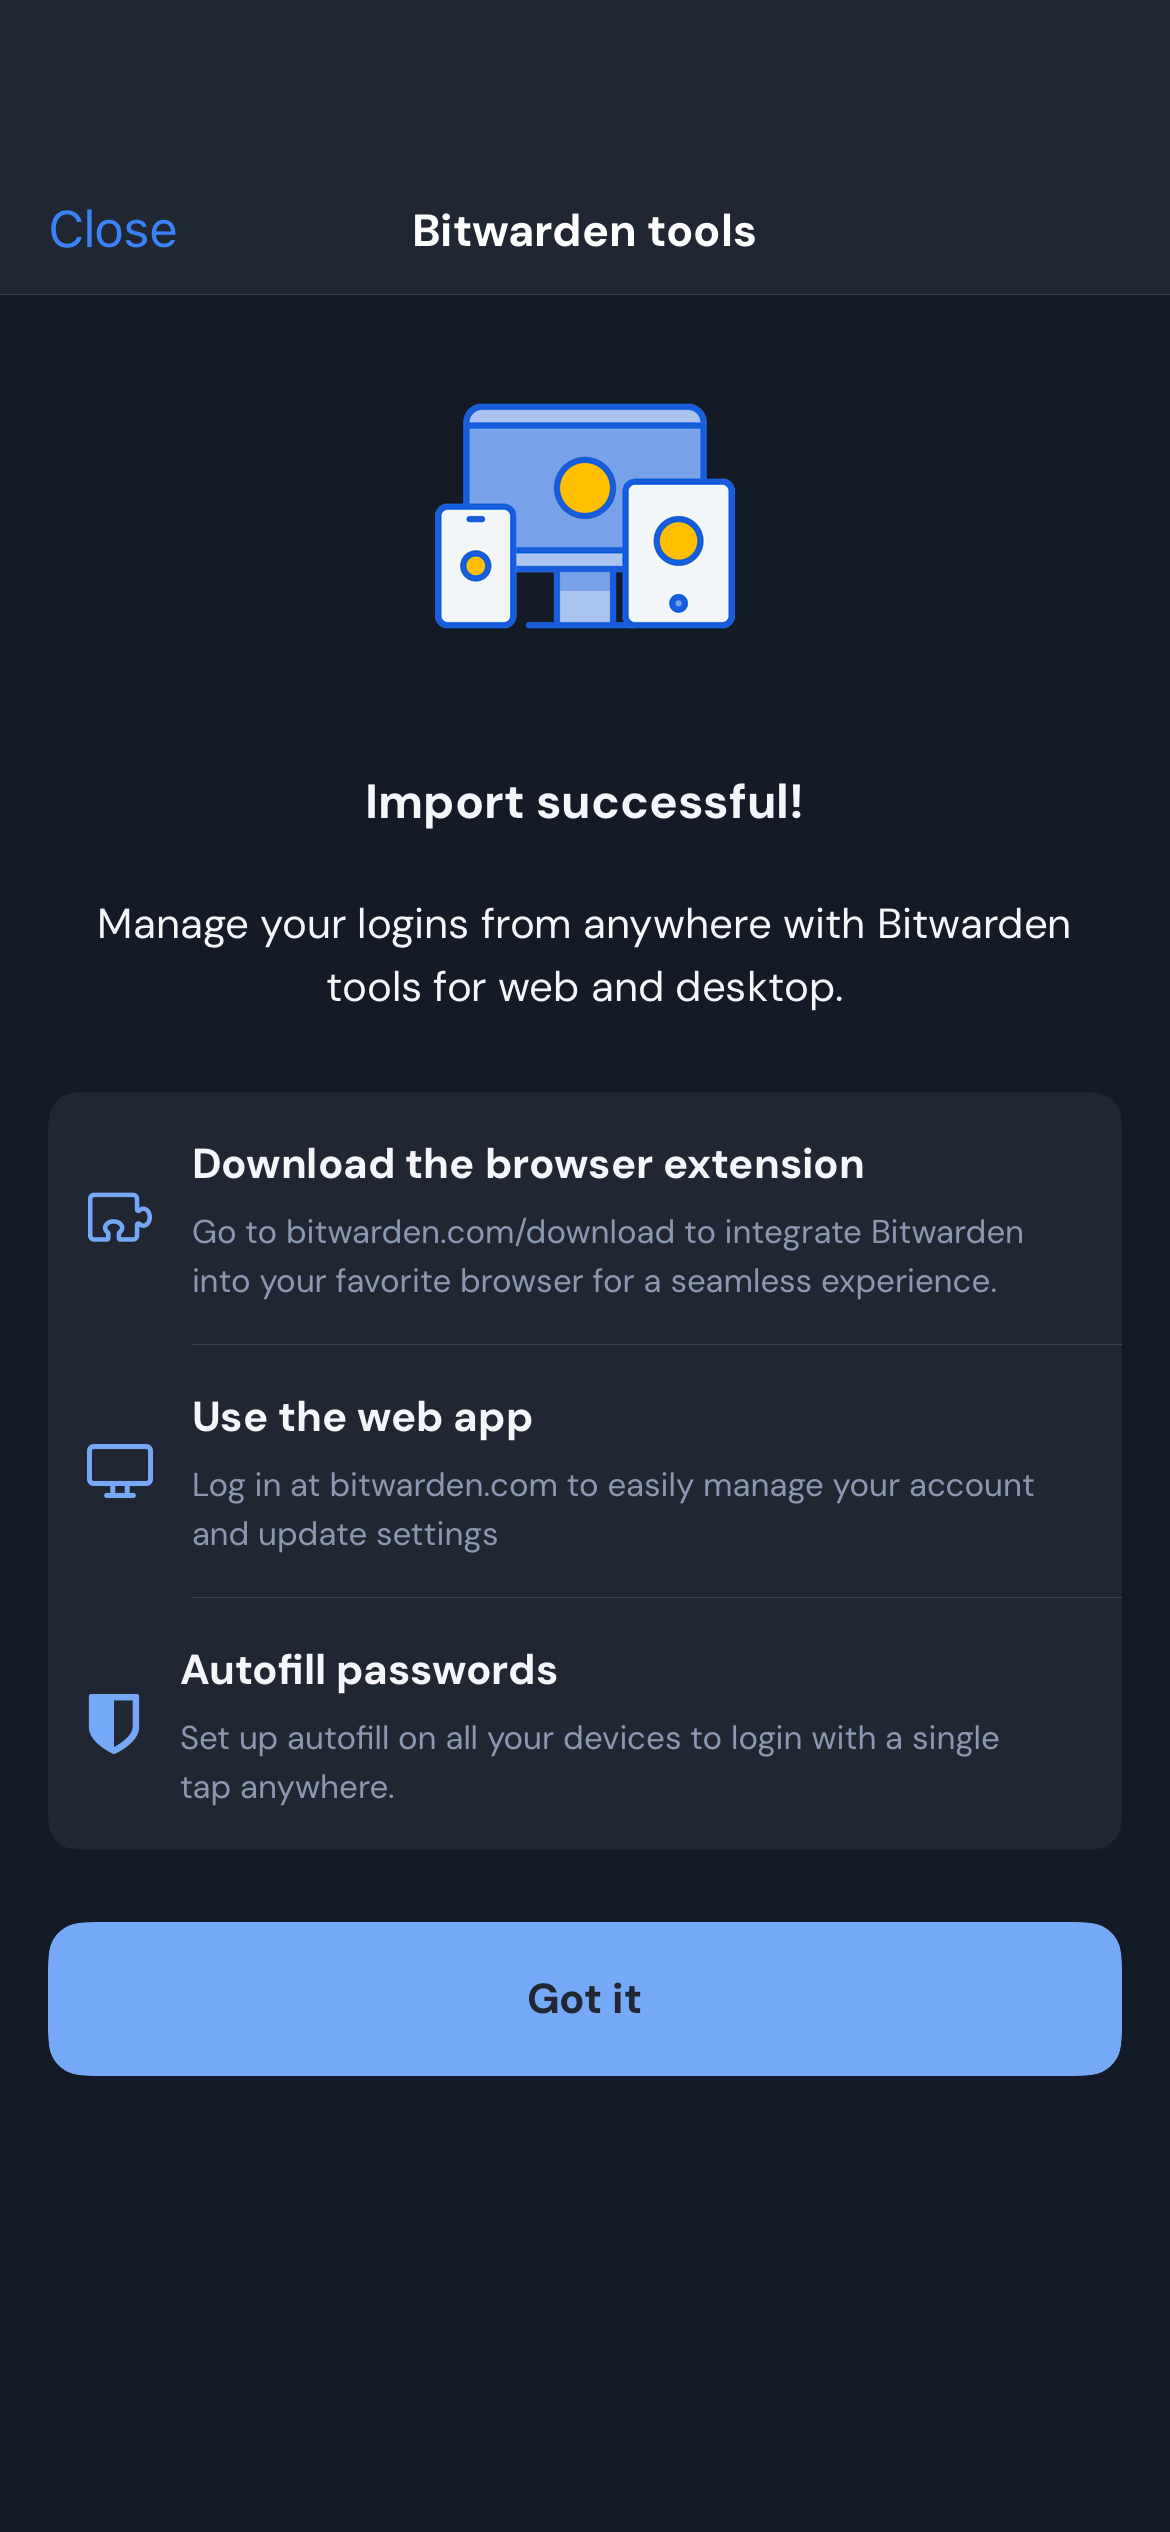 Close
Bitwarden tools
Import successful!
Manage your logins from anywhere with Bitwarden
tools for web and desktop.
Download the browser extension
Go to bitwarden.com/download to integrate Bitwarden
into your favorite browser for a seamless experience.
Use the web app
Log in at bitwarden.com to easily manage your account
and update settings
Autofill passwords
Set up autofill on all your devices to login with a single
tap anywhere.
Got it